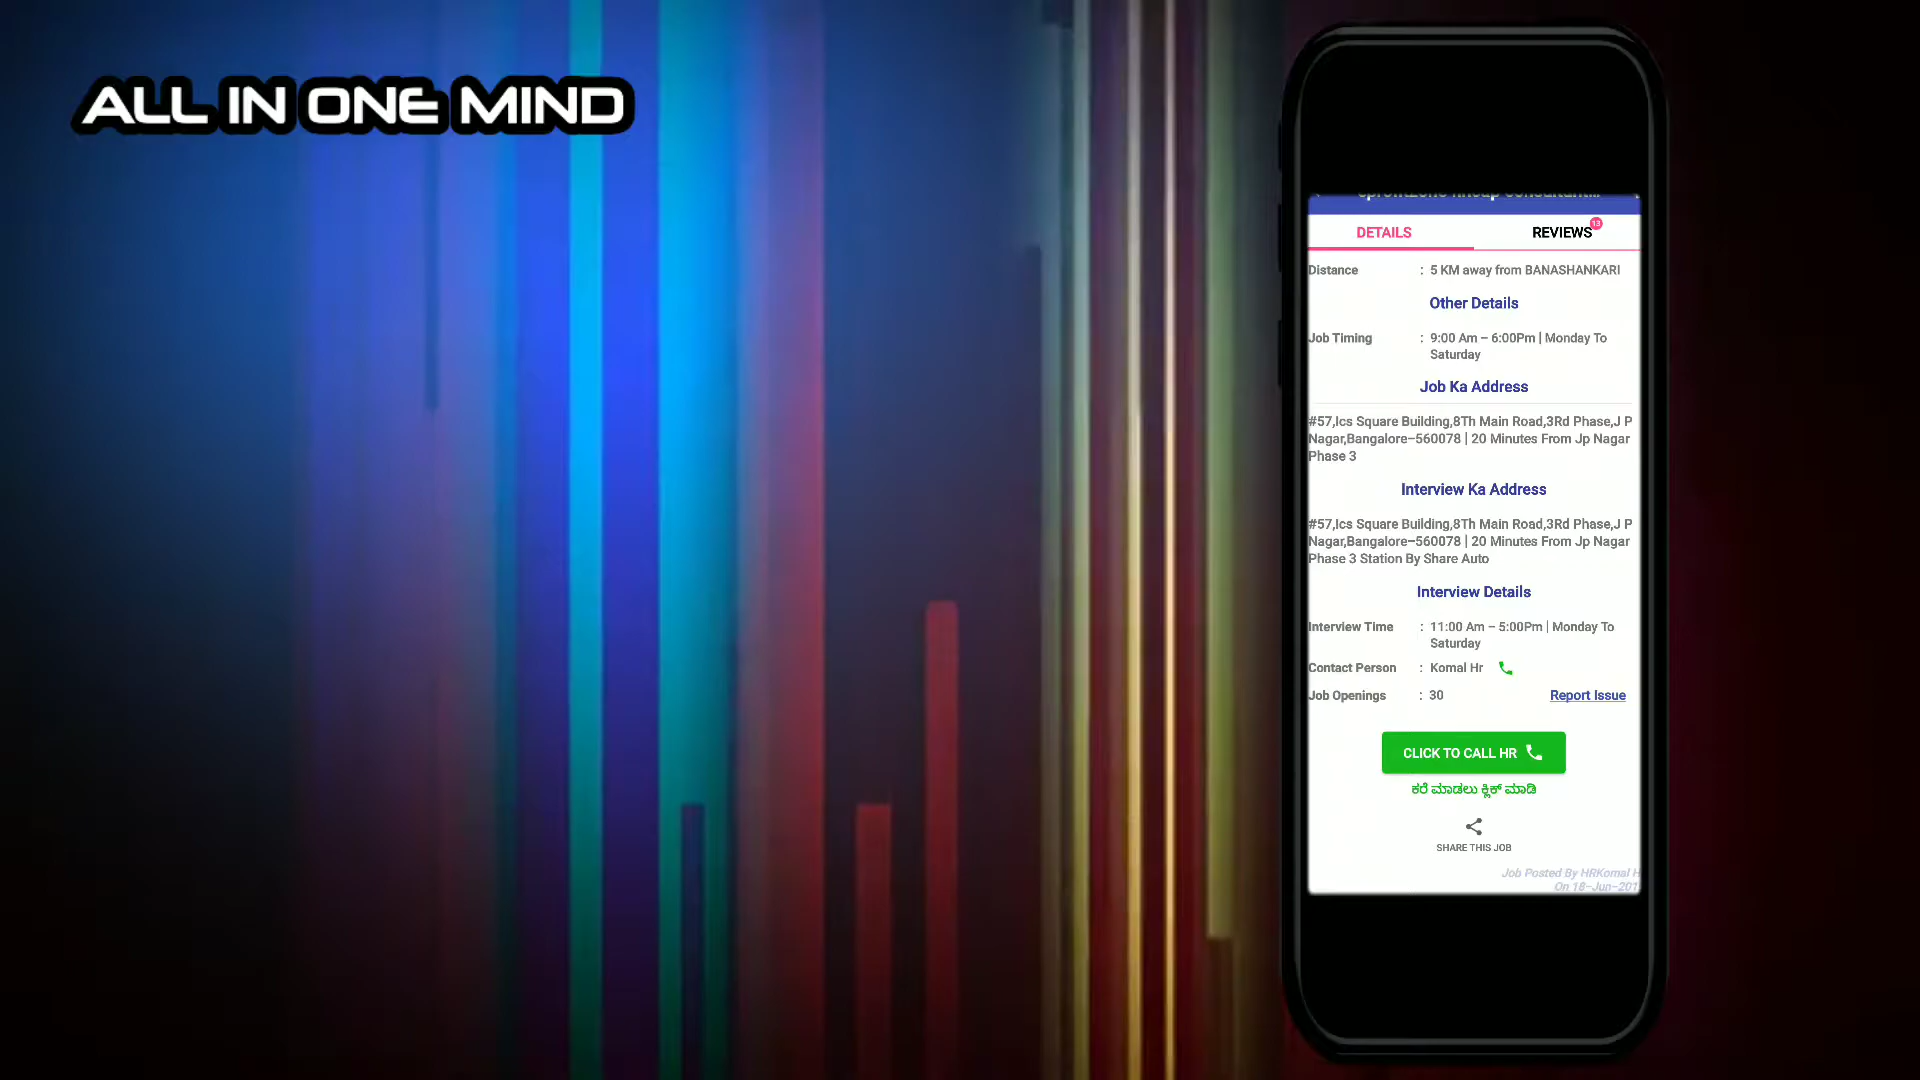 ALL IN ONE MIND
DETAILS
REVIEWS
13
Distance : 5 KM away from BANASHANKARI
Other Details
Job Timing : 9:00 Am – 6:00Pm | Monday To
Saturday
Job Ka Address
#57,Ics Square Building,8Th Main Road,3Rd Phase,J P
Nagar,Bangalore–560078 | 20 Minutes From Jp Nagar
Phase 3
Interview Ka Address
#57,Ics Square Building,8Th Main Road,3Rd Phase,J P
Nagar,Bangalore–560078 | 20 Minutes From Jp Nagar
Phase 3 Station By Share Auto
Interview Details
Interview Time : 11:00 Am – 5:00Pm | Monday To
Saturday
Contact Person : Komal Hr
Job Openings : 30 Report Issue
CLICK TO CALL HR
ಕರೆ ಮಾಡಲು ಕ್ಲಿಕ್ ಮಾಡಿ
SHARE THIS JOB
Job Posted By HRKomal H
On 18–Jun–201